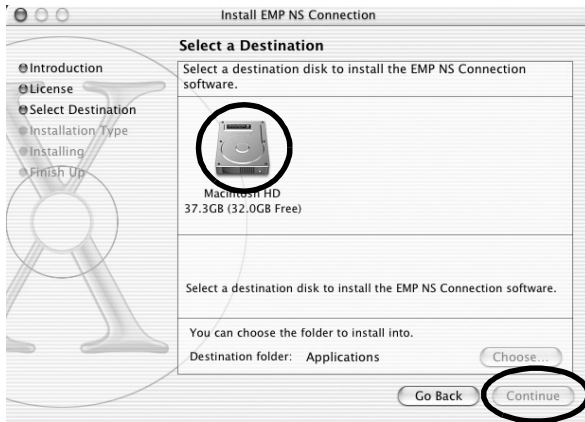 Install EMP NS Connection
Select a Destination
Introduction
License
Select Destination
Installation Type
Installing
Finish Up
Select a destination disk to install the EMP NS Connection
software.
Macintosh HD
37.3GB (32.0GB Free)
Select a destination disk to install the EMP NS Connection software.
You can choose the folder to install into.
Destination folder: Applications
Choose...
Go Back
Continue